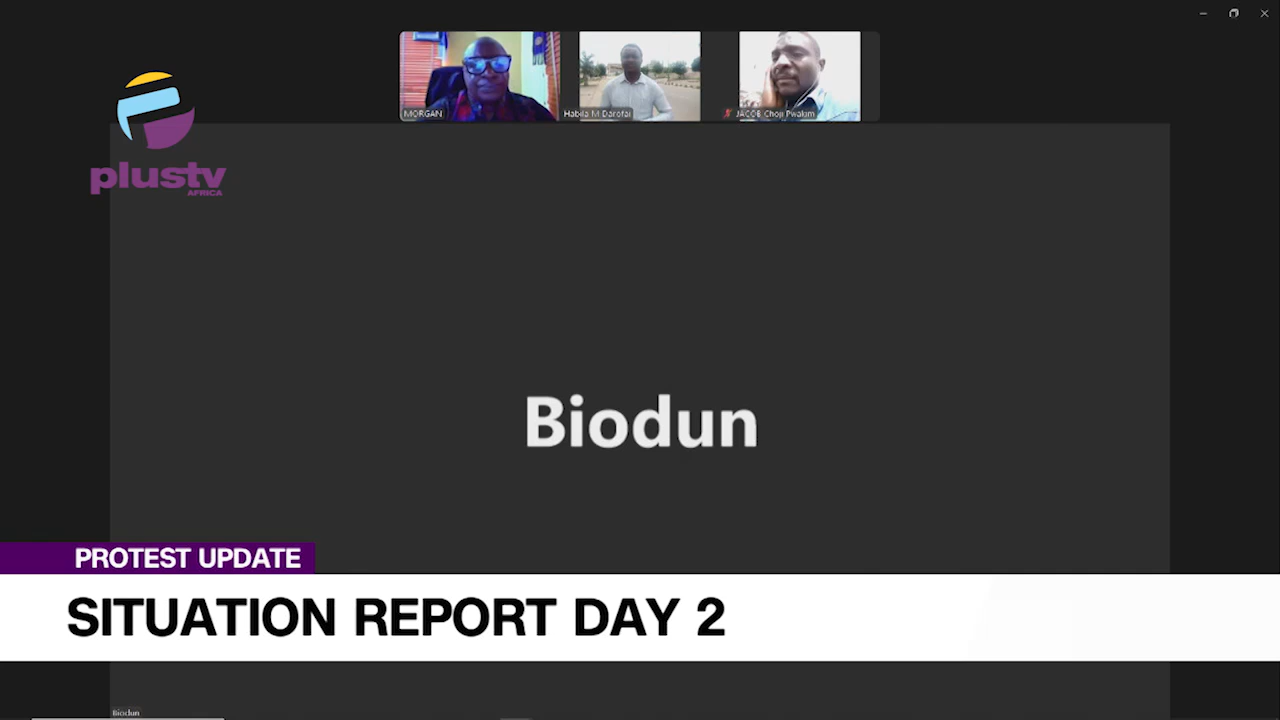 MORGAN
Habila M Darofai
JACOB Choji Pwakim
plustv
AFRICA
Biodun
PROTEST UPDATE
SITUATION REPORT DAY 2
Biodun